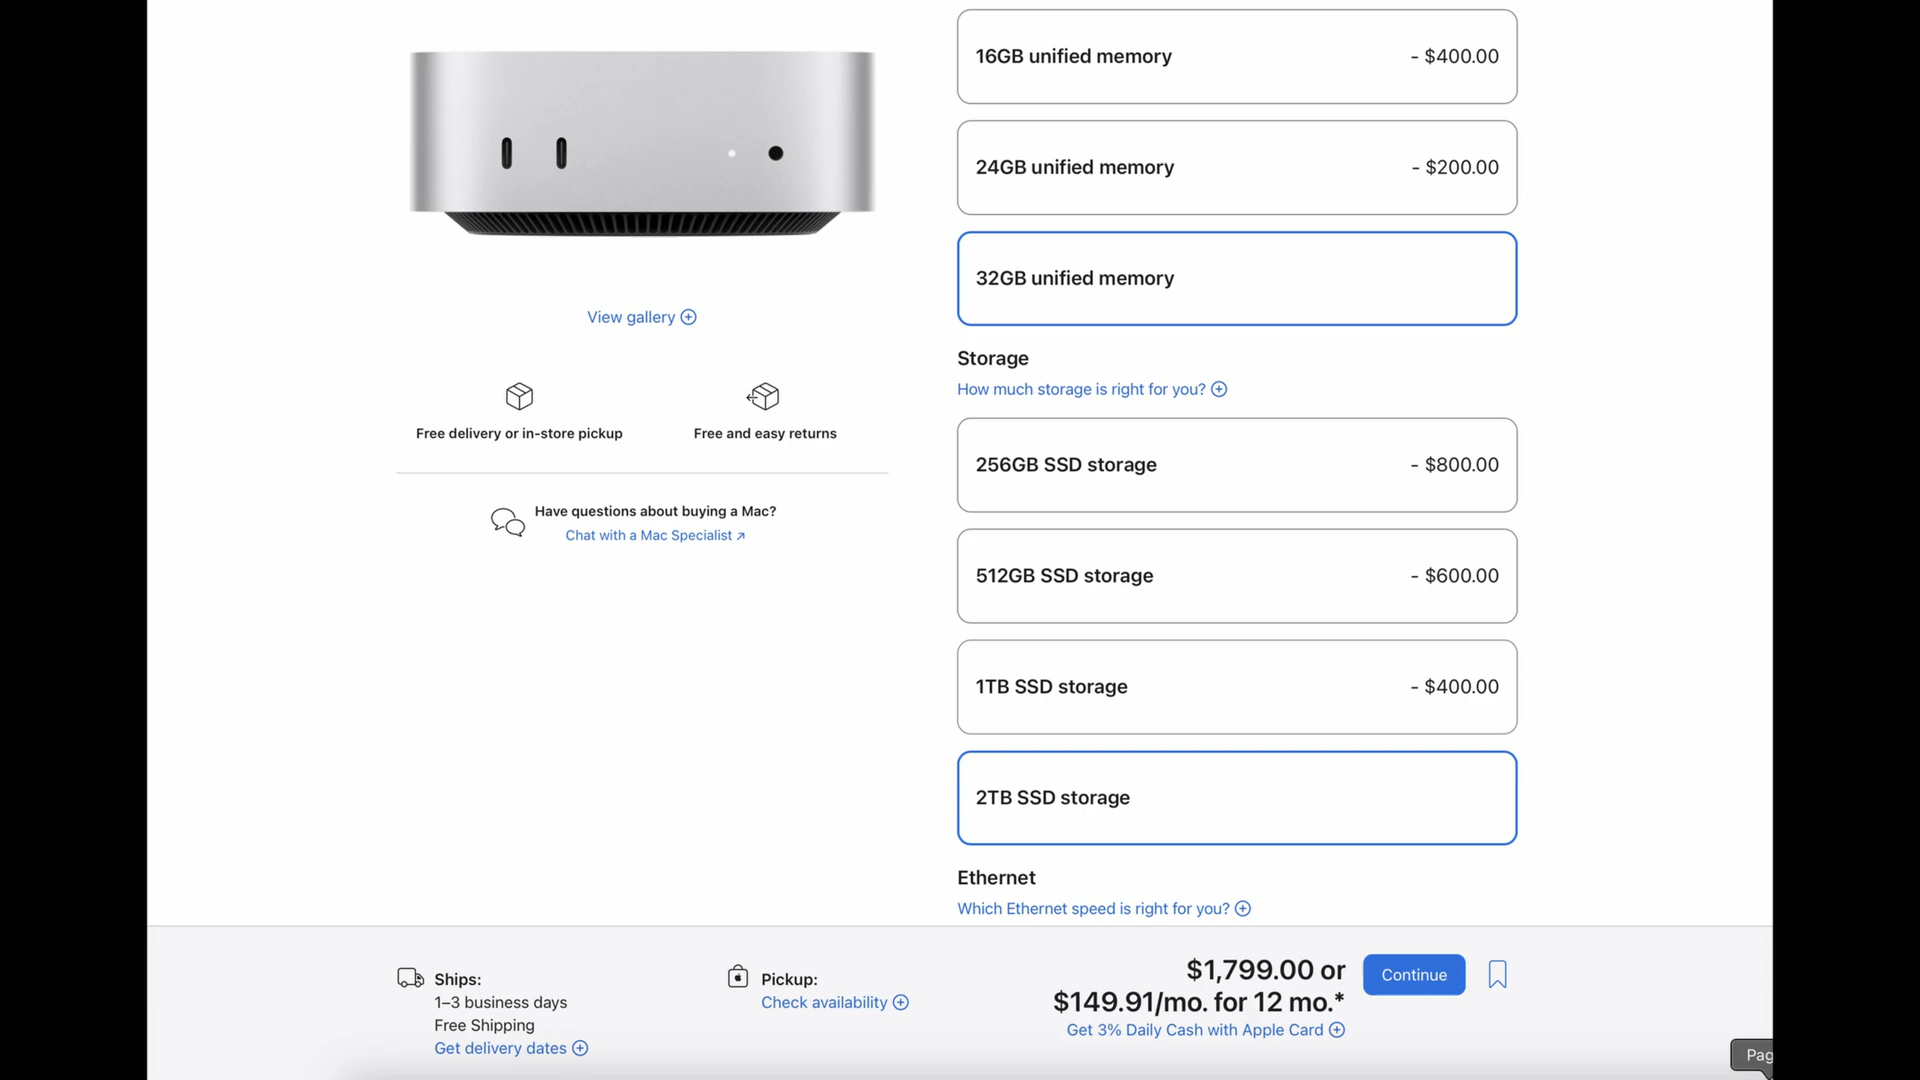 16GB unified memory - $400.00
24GB unified memory - $200.00
32GB unified memory
View gallery
Free delivery or in-store pickup
Free and easy returns
Have questions about buying a Mac?
Chat with a Mac Specialist ↗
Storage
How much storage is right for you?
256GB SSD storage - $800.00
512GB SSD storage - $600.00
1TB SSD storage - $400.00
2TB SSD storage
Ethernet
Which Ethernet speed is right for you?
Ships:
1–3 business days
Free Shipping
Get delivery dates
Pickup:
Check availability
$1,799.00 or
$149.91/mo. for 12 mo.*
Get 3% Daily Cash with Apple Card
Continue
Pag